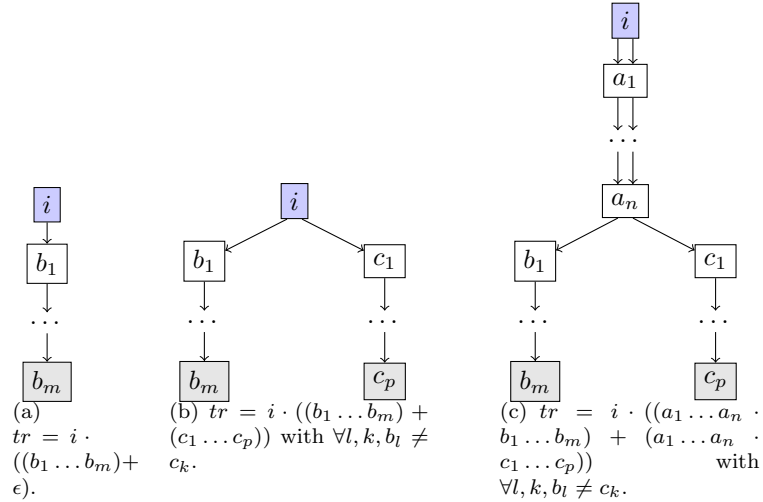 i
a₁
...
i
i
aₙ
b₁
b₁
c₁
b₁
c₁
...
...
...
...
...
bₘ
bₘ
cₚ
bₘ
cₚ
(a)
tr = i ·
((b₁ ... bₘ)+
ϵ).
(b) tr = i · ((b₁ ... bₘ) +
(c₁ ... cₚ)) with ∀l, k, bₗ ≠
cₖ.
(c) tr = i · ((a₁ ... aₙ ·
b₁ ... bₘ) + (a₁ ... aₙ ·
c₁ ... cₚ)) with
∀l, k, bₗ ≠ cₖ.